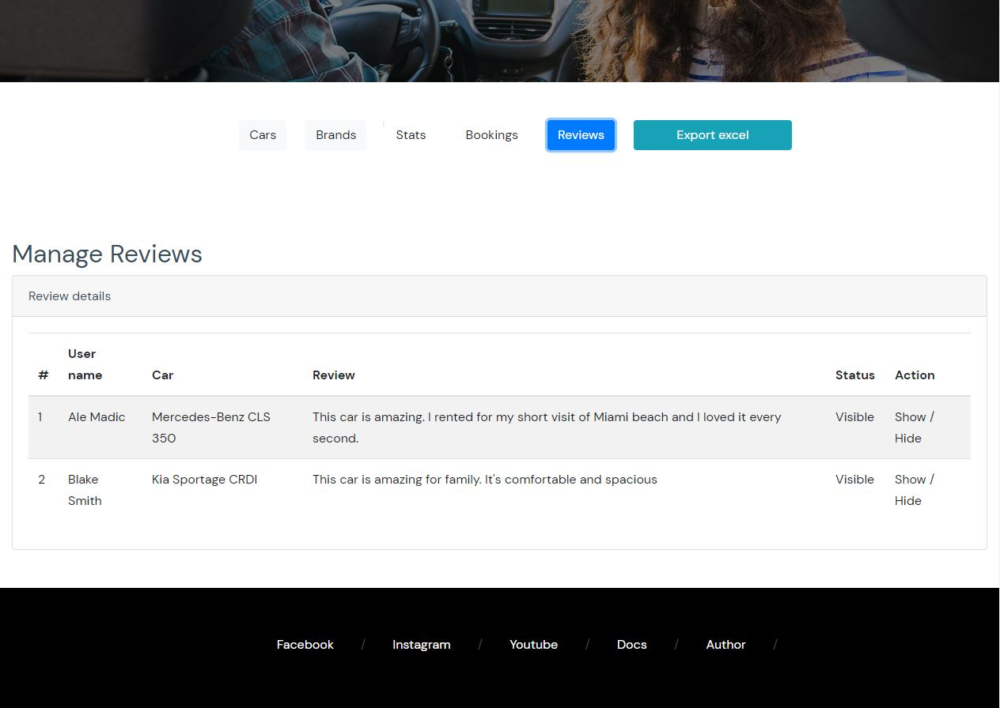 Cars Brands Stats Bookings Reviews Export excel
Manage Reviews
Review details
# User name Car Review Status Action
1 Ale Madic Mercedes-Benz CLS 350 This car is amazing. I rented for my short visit of Miami beach and I loved it every second. Visible Show / Hide
2 Blake Smith Kia Sportage CRDI This car is amazing for family. It's comfortable and spacious Visible Show / Hide
Facebook / Instagram / Youtube / Docs / Author /